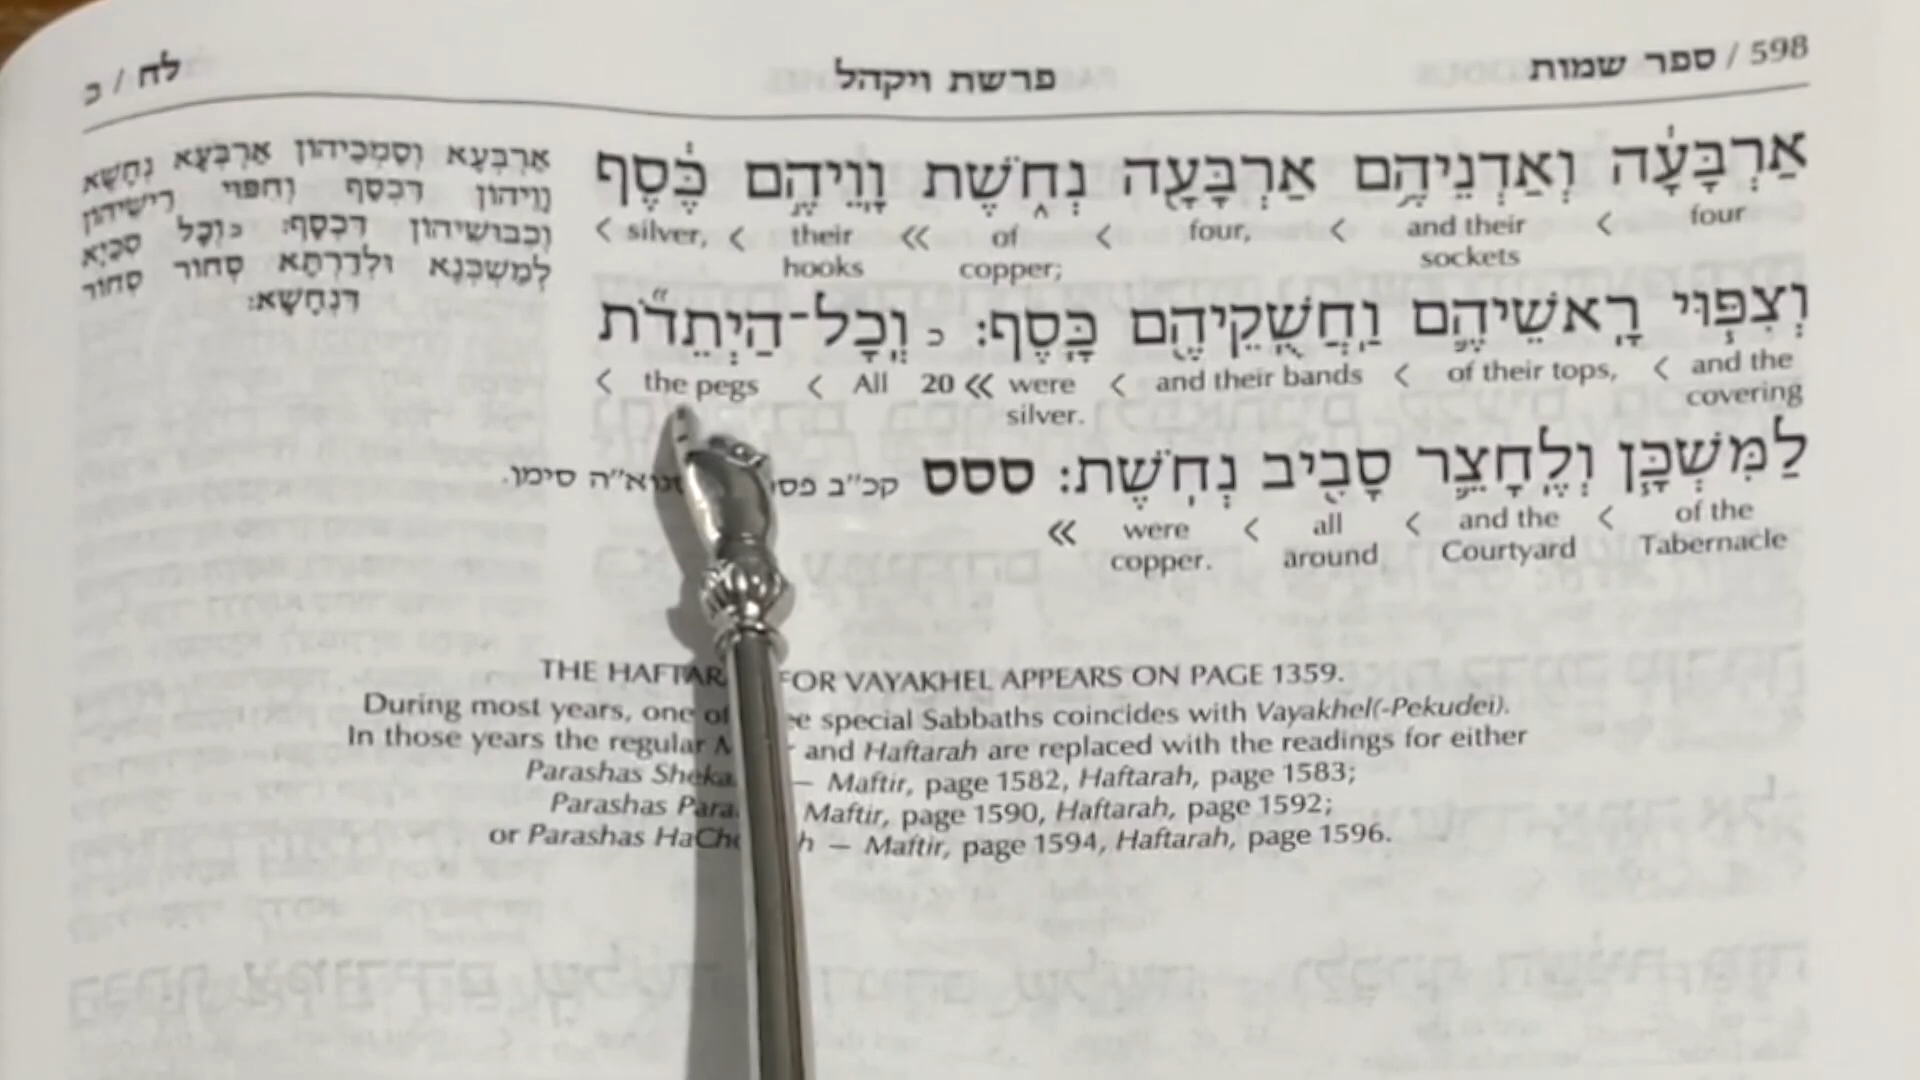 598 / ספר שמות
פרשת ויקהל
לח / כ
אַרְבָּעָ֔ה וְאַדְנֵיהֶ֥ם אַרְבָּעָ֖ה נְחֹ֑שֶׁת וָוֵיהֶ֣ם כֶּ֔סֶף
four > and their > four, > of >> their > silver, >
sockets copper; hooks
וְצִפּ֧וּי רָאשֵׁיהֶ֛ם וַחֲשֻׁקֵיהֶ֖ם כָּֽסֶף׃ כ וְֽכָל־הַיְתֵדֹ֞ת
and the > of their tops, > and their bands > were >> 20 All > the pegs >
covering silver.
לַמִּשְׁכָּ֧ן וְלֶחָצֵ֛ר סָבִ֖יב נְחֹֽשֶׁת׃ ססס קכ״ב סימן.
of the > and the > all > were >>
Tabernacle Courtyard around copper.
אַרְבְּעָא וְסָמְכֵיהוֹן אַרְבְּעָא נְחָשָׁא
וָוֵיהוֹן דִּכְסַף וְחִפּוּי רֵישֵׁיהוֹן
וְכִבּוּשֵׁיהוֹן דִּכְסָף: כ וְכָל סִכַּיָּא
לְמַשְׁכְּנָא וּלְדָרְתָא סְחוֹר סְחוֹר
דִּנְחָשָׁא:
THE FOR VAYAKHEL APPEARS ON PAGE 1359.
During most years, one of special Sabbaths coincides with Vayakhel(-Pekudei).
In those years the regular and Haftarah are replaced with the readings for either
Parashas — Maftir, page 1582, Haftarah, page 1583;
Parashas Maftir, page 1590, Haftarah, page 1592;
or Parashas — Maftir, page 1594, Haftarah, page 1596.